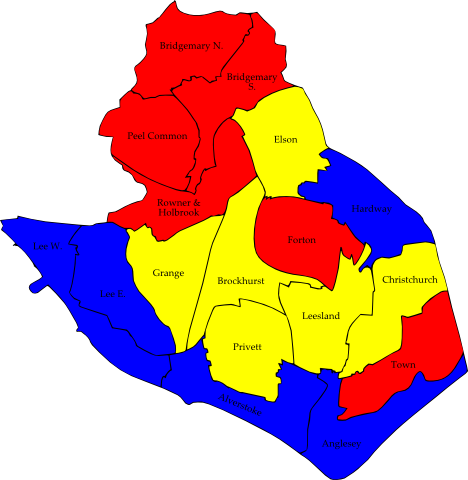 Bridgemary N.
Bridgemary
S.
Peel Common
Elson
Rowner &
Holbrook
Hardway
Forton
Lee W.
Grange
Brockhurst
Christchurch
Lee E.
Leesland
Privett
Town
Alverstoke
Anglesey